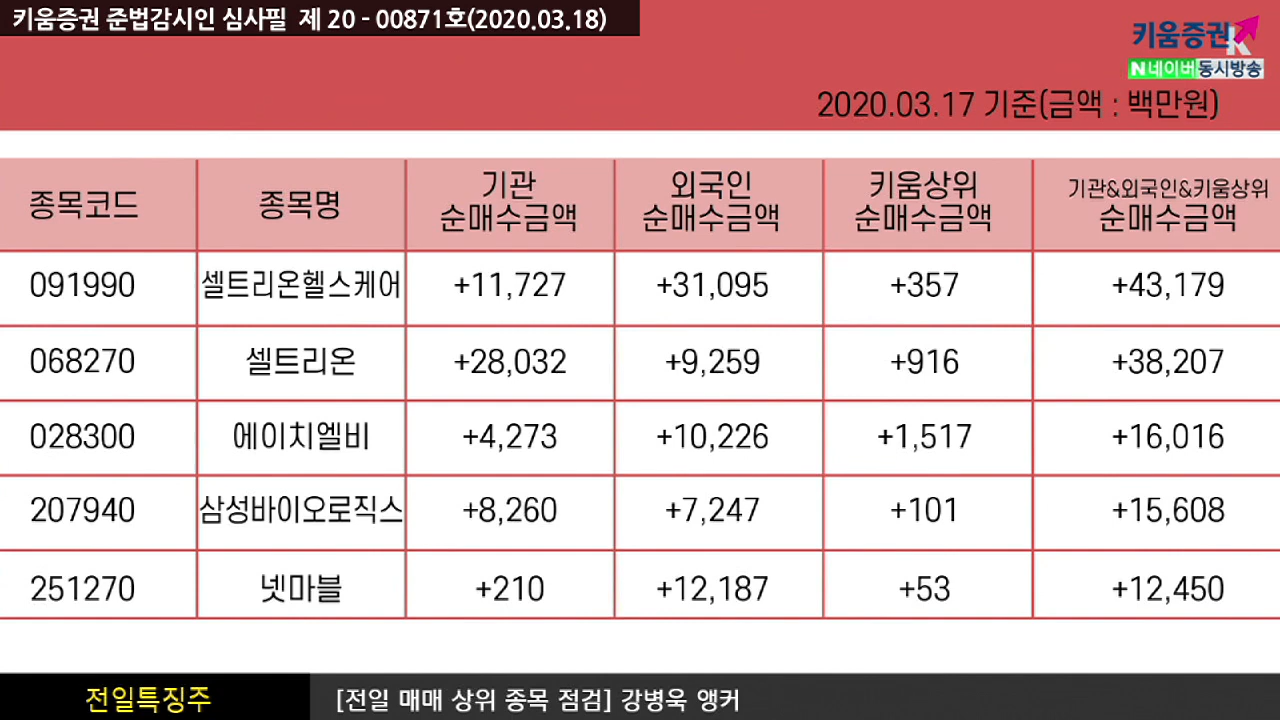 키움증권 준법감시인 심사필 제 20 - 00871호(2020.03.18)
키움증권
N네이버동시방송
2020.03.17 기준(금액 : 백만원)
종목코드 종목명 기관 순매수금액 외국인 순매수금액 키움상위 순매수금액 기관&외국인&키움상위 순매수금액
091990 셀트리온헬스케어 +11,727 +31,095 +357 +43,179
068270 셀트리온 +28,032 +9,259 +916 +38,207
028300 에이치엘비 +4,273 +10,226 +1,517 +16,016
207940 삼성바이오로직스 +8,260 +7,247 +101 +15,608
251270 넷마블 +210 +12,187 +53 +12,450
전일특징주 [전일 매매 상위 종목 점검] 강병욱 앵커